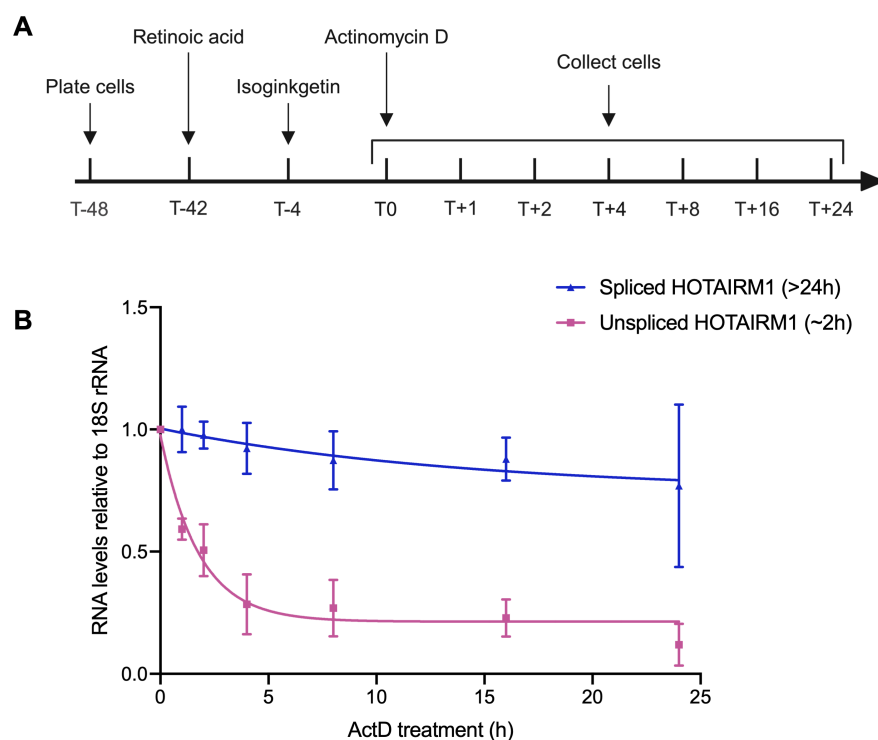 A
Retinoic acid
Actinomycin D
Plate cells
Isoginkgetin
Collect cells
T-48
T-42
T-4
T0
T+1
T+2
T+4
T+8
T+16
T+24
B
Spliced HOTAIRM1 (>24h)
Unspliced HOTAIRM1 (~2h)
RNA levels relative to 18S rRNA
1.5
1.0
0.5
0.0
0
5
10
15
20
25
ActD treatment (h)